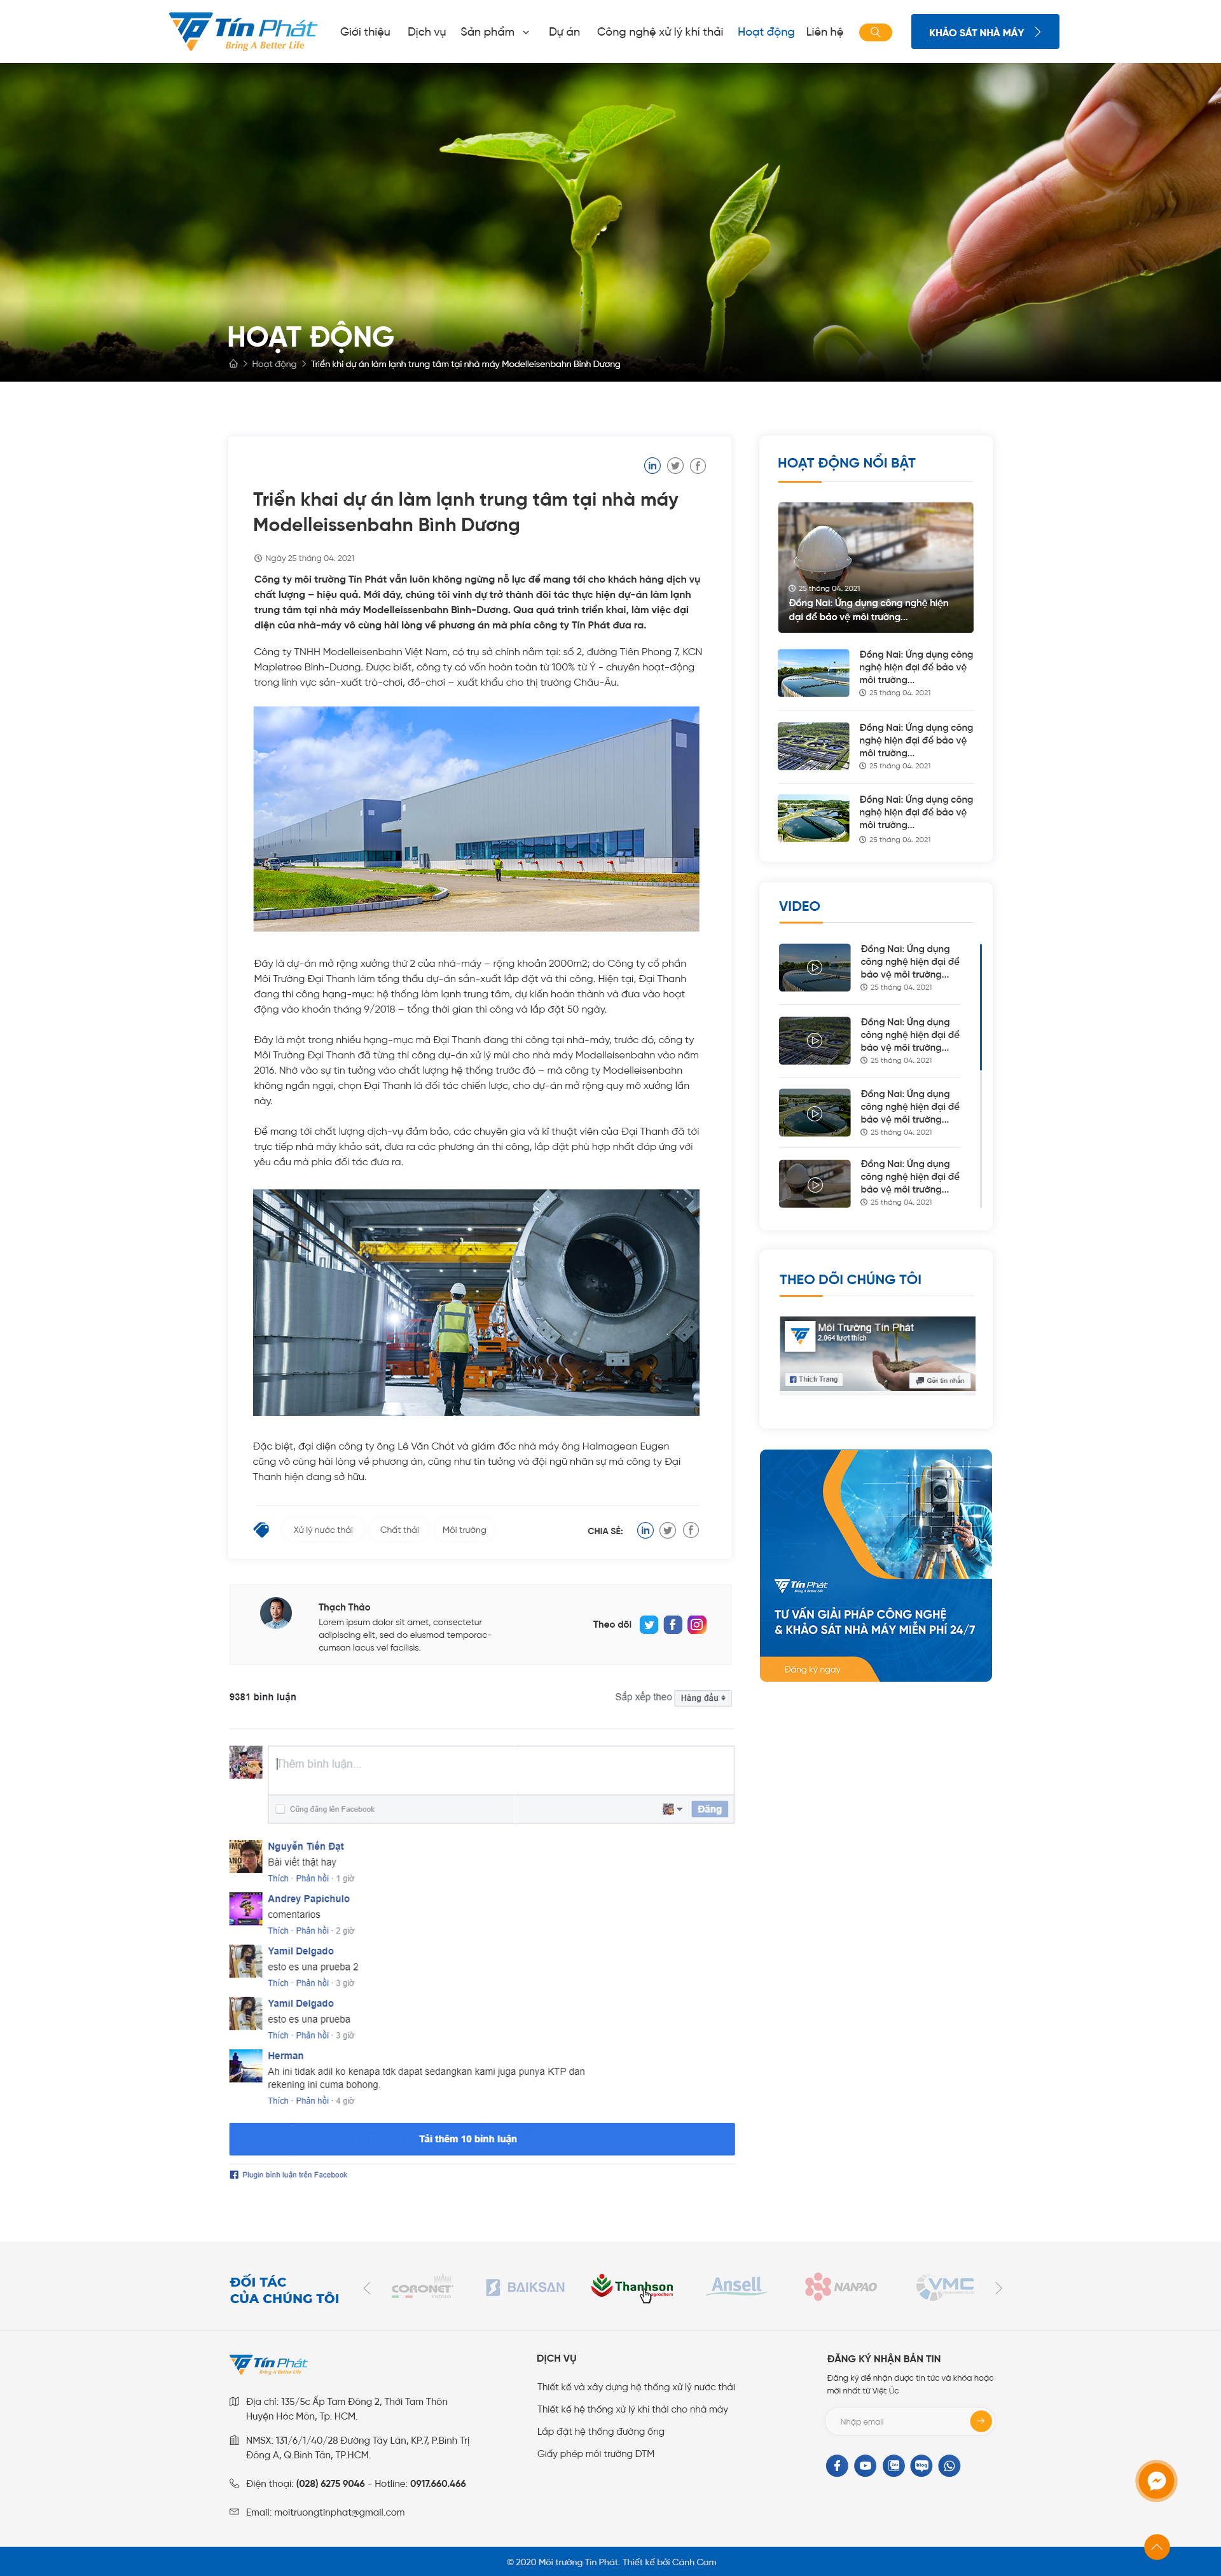 Tín Phát
Bring A Better Life
Giới thiệu
Dịch vụ
Sản phẩm
Dự án
Công nghệ xử lý khí thải
Hoạt động
Liên hệ
KHẢO SÁT NHÀ MÁY
HOẠT ĐỘNG
Hoạt động
Triển khi dự án làm lạnh trung tâm tại nhà máy Modelleisenbahn Bình Dương
Triển khai dự án làm lạnh trung tâm tại nhà máy
Modelleissenbahn Bình Dương
Ngày 25 tháng 04. 2021
Công ty môi trường Tín Phát vẫn luôn không ngừng nỗ lực để mang tới cho khách hàng dịch vụ
chất lượng – hiệu quả. Mới đây, chúng tôi vinh dự trở thành đối tác thực hiện dự-án làm lạnh
trung tâm tại nhà máy Modelleissenbahn Bình-Dương. Qua quá trình triển khai, làm việc đại
diện của nhà-máy vô cùng hài lòng về phương án mà phía công ty Tín Phát đưa ra.
Công ty TNHH Modelleisenbahn Việt Nam, có trụ sở chính nằm tại: số 2, đường Tiên Phong 7, KCN
Mapletree Bình-Dương. Được biết, công ty có vốn hoàn toàn từ 100% từ Ý - chuyên hoạt-động
trong lĩnh vực sản-xuất trò-chơi, đồ-chơi – xuất khẩu cho thị trường Châu-Âu.
Đây là dự-án mở rộng xưởng thứ 2 của nhà-máy – rộng khoản 2000m2; do Công ty cổ phần
Môi Trường Đại Thanh làm tổng thầu dự-án sản-xuất lắp đặt và thi công. Hiện tại, Đại Thanh
đang thi công hạng-mục: hệ thống làm lạnh trung tâm, dự kiến hoàn thành và đưa vào hoạt
động vào khoản tháng 9/2018 – tổng thời gian thi công và lắp đặt 50 ngày.
Đây là một trong nhiều hạng-mục mà Đại Thanh đang thi công tại nhà-máy, trước đó, công ty
Môi Trường Đại Thanh đã từng thi công dự-án xử lý mùi cho nhà máy Modelleisenbahn vào năm
2016. Nhờ vào sự tin tưởng vào chất lượng hệ thống trước đó – mà công ty Modelleisenbahn
không ngần ngại, chọn Đại Thanh là đối tác chiến lược, cho dự-án mở rộng quy mô xưởng lần
này.
Để mang tới chất lượng dịch-vụ đảm bảo, các chuyên gia và kĩ thuật viên của Đại Thanh đã tới
trực tiếp nhà máy khảo sát, đưa ra các phương án thi công, lắp đặt phù hợp nhất đáp ứng với
yêu cầu mà phía đối tác đưa ra.
Đặc biệt, đại diện công ty ông Lê Văn Chót và giám đốc nhà máy ông Halmagean Eugen
cũng vô cùng hài lòng về phương án, cũng như tin tưởng và đội ngũ nhân sự mà công ty Đại
Thanh hiện đang sở hữu.
Xử lý nước thải
Chất thải
Môi trường
CHIA SẺ:
Thạch Thảo
Lorem ipsum dolor sit amet, consectetur
adipiscing elit, sed do eiusmod temporac-
cumsan lacus vel facilisis.
Theo dõi
9381 bình luận
Sắp xếp theo
Hàng đầu
Thêm bình luận...
Cũng đăng lên Facebook
Đăng
Nguyễn Tiến Đạt
Bài viết thật hay
Thích · Phản hồi · 1 giờ
Andrey Papichulo
comentarios
Thích · Phản hồi · 2 giờ
Yamil Delgado
esto es una prueba 2
Thích · Phản hồi · 3 giờ
Yamil Delgado
esto es una prueba
Thích · Phản hồi · 3 giờ
Herman
Ah ini tidak adil ko kenapa tdk dapat sedangkan kami juga punya KTP dan
rekening ini cuma bohong.
Thích · Phản hồi · 4 giờ
Tải thêm 10 bình luận
Plugin bình luận trên Facebook
HOẠT ĐỘNG NỔI BẬT
25 tháng 04. 2021
Đồng Nai: Ứng dụng công nghệ hiện
đại để bảo vệ môi trường...
Đồng Nai: Ứng dụng công
nghệ hiện đại để bảo vệ
môi trường...
25 tháng 04. 2021
Đồng Nai: Ứng dụng công
nghệ hiện đại để bảo vệ
môi trường...
25 tháng 04. 2021
Đồng Nai: Ứng dụng công
nghệ hiện đại để bảo vệ
môi trường...
25 tháng 04. 2021
VIDEO
Đồng Nai: Ứng dụng
công nghệ hiện đại để
bảo vệ môi trường...
25 tháng 04. 2021
Đồng Nai: Ứng dụng
công nghệ hiện đại để
bảo vệ môi trường...
25 tháng 04. 2021
Đồng Nai: Ứng dụng
công nghệ hiện đại để
bảo vệ môi trường...
25 tháng 04. 2021
Đồng Nai: Ứng dụng
công nghệ hiện đại để
bảo vệ môi trường...
25 tháng 04. 2021
THEO DÕI CHÚNG TÔI
Môi Trường Tín Phát
2.064 lượt thích
Thích Trang
Gửi tin nhắn
Tín Phát
Bring A Better Life
TƯ VẤN GIẢI PHÁP CÔNG NGHỆ
& KHẢO SÁT NHÀ MÁY MIỄN PHÍ 24/7
Đăng ký ngay
ĐỐI TÁC
CỦA CHÚNG TÔI
CORONET
Vietnam
BAIKSAN
Thanhson
Agrochem
Ansell
NANPAO
VMC
Tín Phát
Bring A Better Life
Địa chỉ: 135/5c Ấp Tam Đông 2, Thới Tam Thôn
Huyện Hóc Môn, Tp. HCM.
NMSX: 131/6/1/40/28 Đường Tây Lân, KP.7, P.Bình Trị
Đông A, Q.Bình Tân, TP.HCM.
Điện thoại: (028) 6275 9046 - Hotline: 0917.660.466
Email: moitruongtinphat@gmail.com
DỊCH VỤ
Thiết kế và xây dựng hệ thống xử lý nước thải
Thiết kế hệ thống xử lý khí thải cho nhà máy
Lắp đặt hệ thống đường ống
Giấy phép môi trường DTM
ĐĂNG KÝ NHẬN BẢN TIN
Đăng ký để nhận được tin tức và khóa hoặc
mới nhất từ Việt Úc
Nhập email
© 2020 Môi trường Tín Phát. Thiết kế bởi Cánh Cam